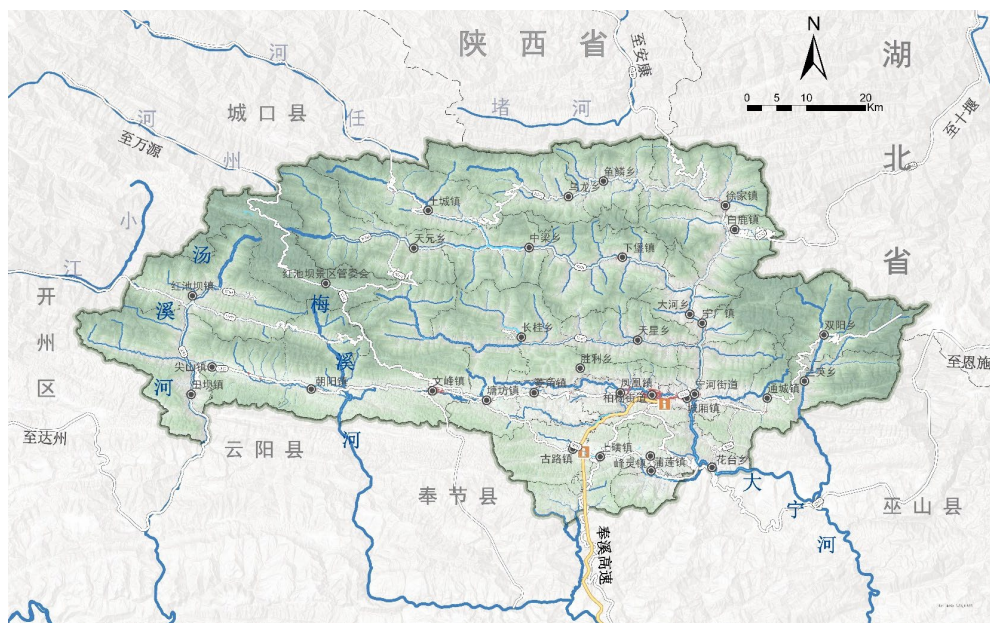 陕西省
湖北省
N
0 5 10 20
Km
至安康
至十堰
至万源
至恩施
至达州
城口县
开州区
云阳县
奉节县
巫山县
河
任
堵河
河
州
小
江
汤溪河
梅溪河
大宁河
奉溪高速
鱼鳞乡
乌龙乡
徐家镇
白鹿镇
土城镇
天元乡
中梁乡
下堡镇
红池坝景区管委会
红池坝镇
大河乡
宁厂镇
双阳乡
长桂乡
天星乡
胜利乡
尖山镇
田坝镇
朝阳镇
文峰镇
塘坊镇
凤凰镇
柏杨街道
宁河街道
城厢镇
通城镇
兰英乡
古路镇
上磺镇
峰灵镇
蒲莲镇
花台乡